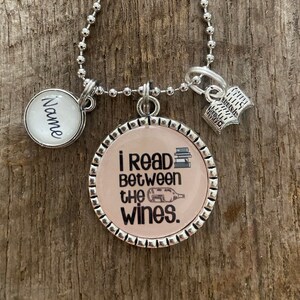 Name
i READ
BETWEEN
THE
WINES.